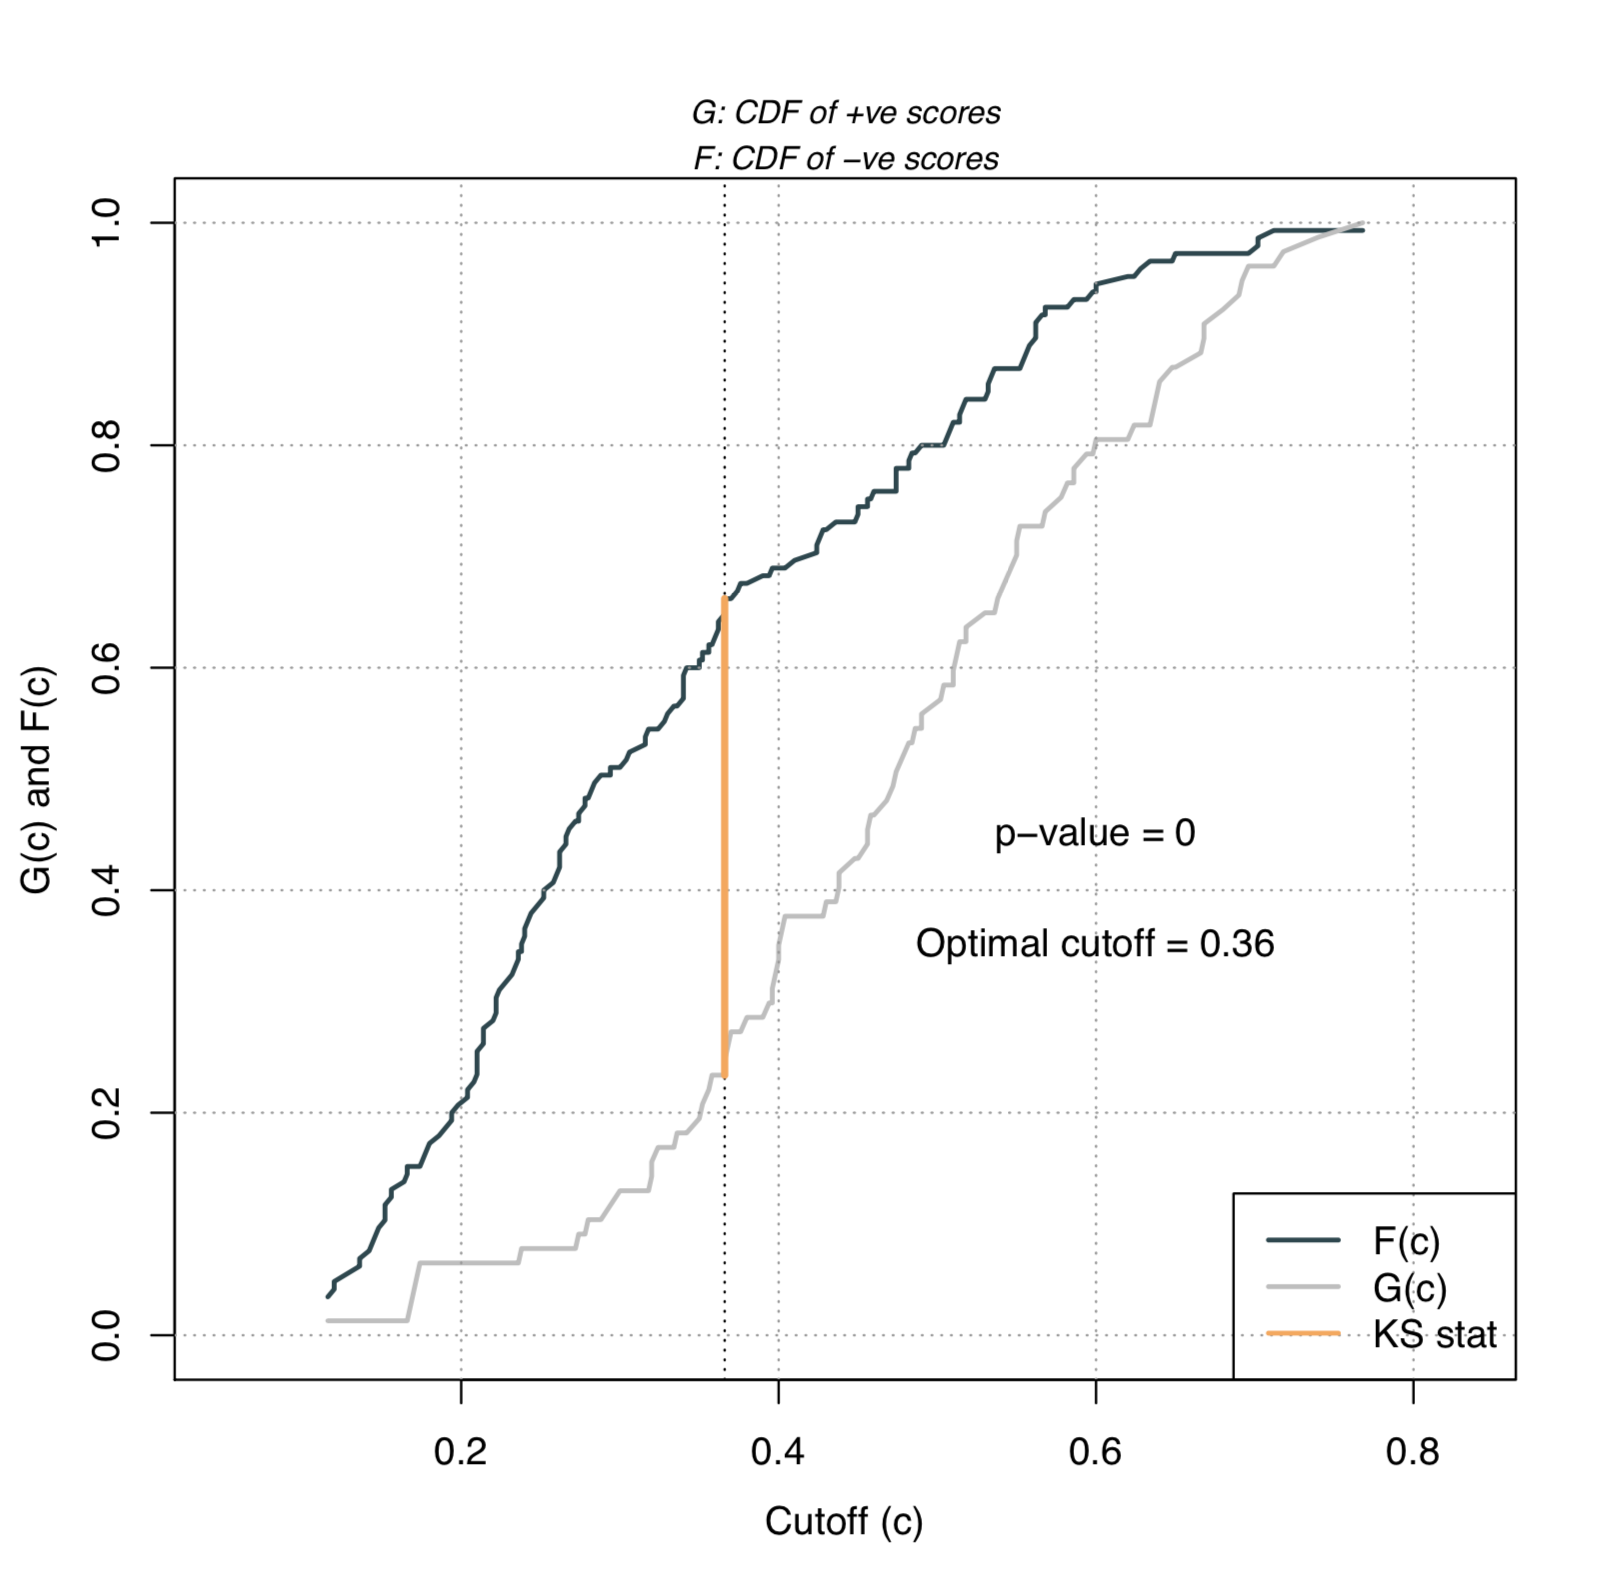 G: CDF of +ve scores
F: CDF of −ve scores
1.0
0.8
0.6
0.4
0.2
0.0
G(c) and F(c)
p−value = 0
Optimal cutoff = 0.36
F(c)
G(c)
KS stat
0.2 0.4 0.6 0.8
Cutoff (c)